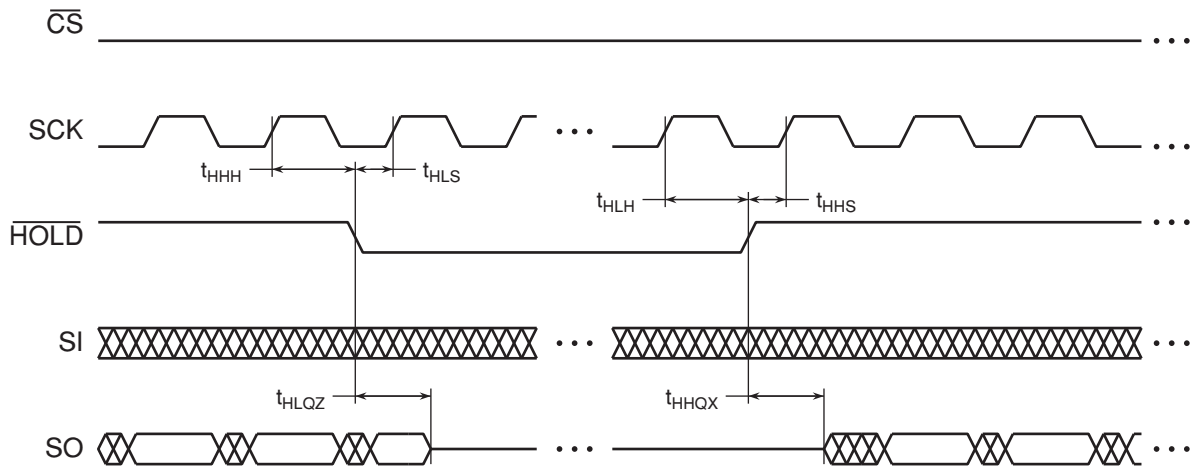 CS
SCK
tHHH
tHLS
tHLH
tHHS
HOLD
SI
tHLQZ
tHHQX
SO